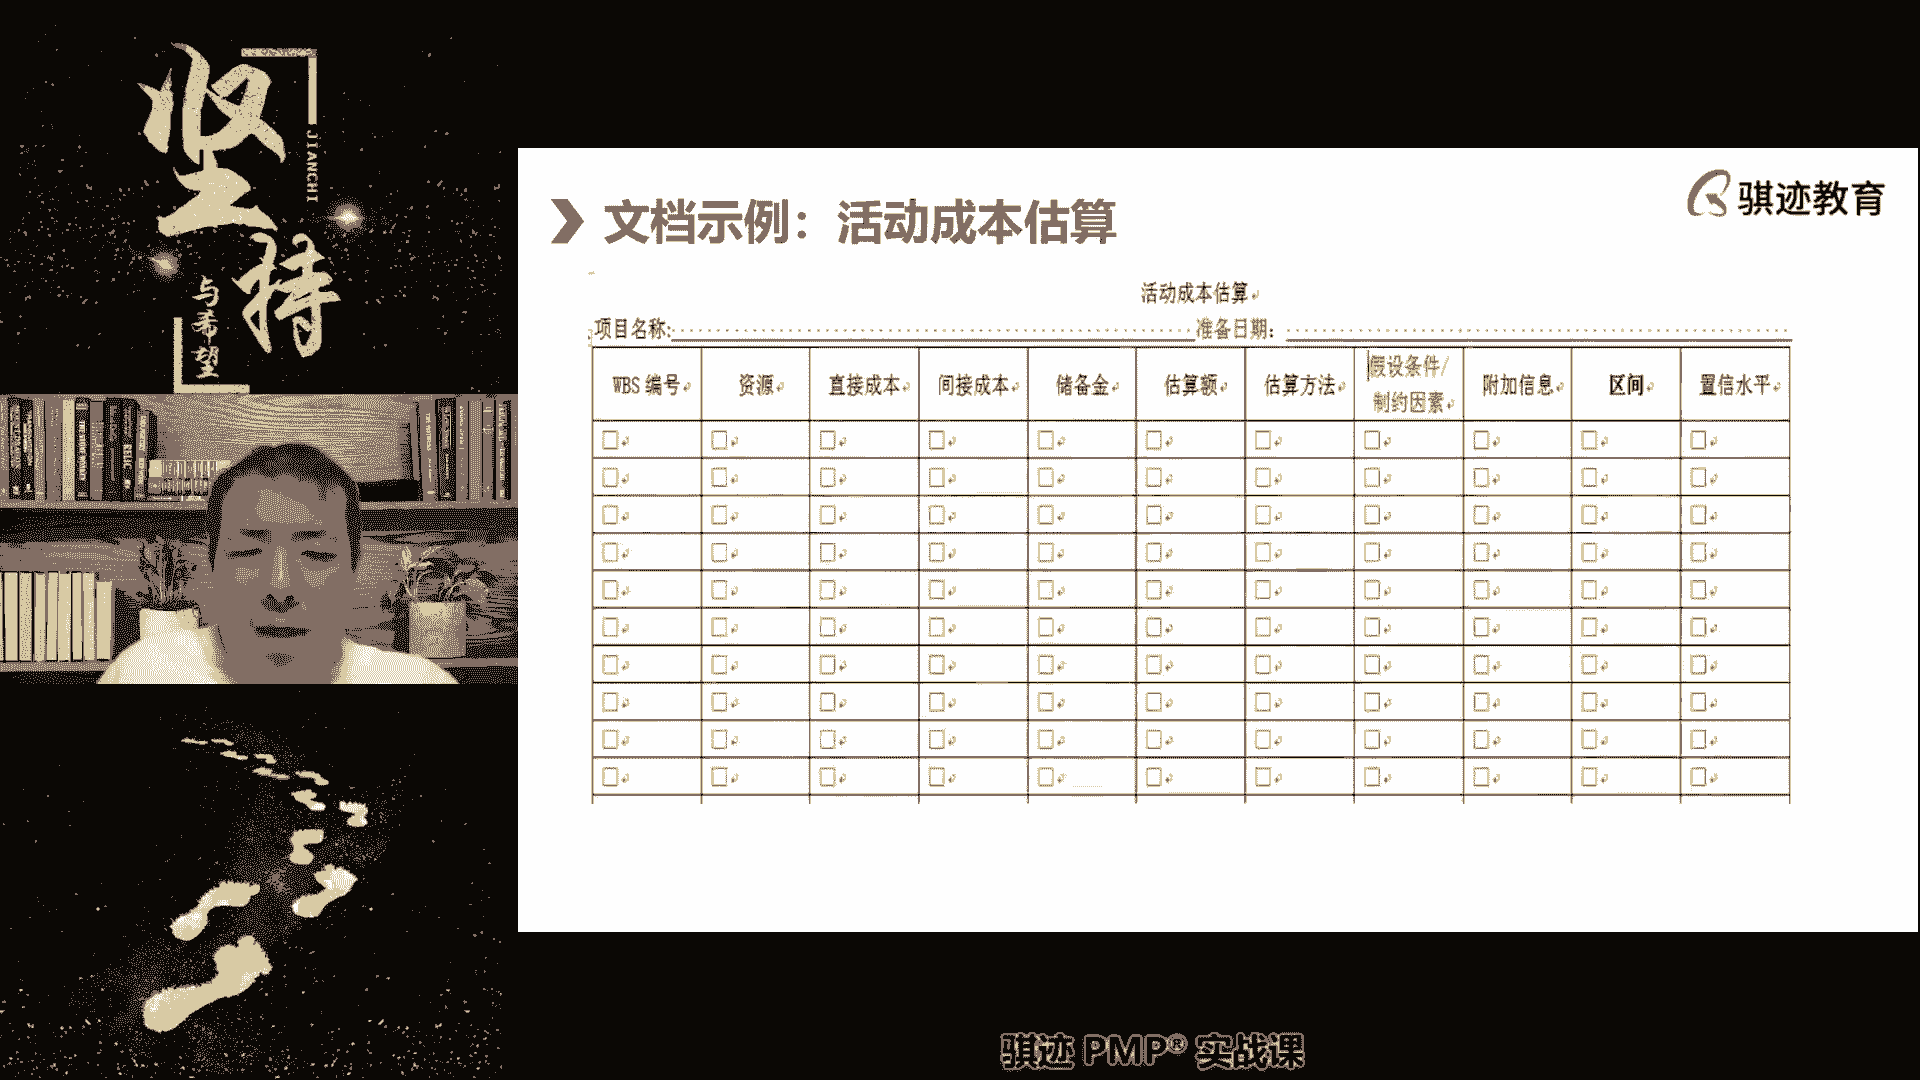 坚持
JIANCHI
与希望
骐迹教育
文档示例：活动成本估算
活动成本估算
项目名称: 准备日期:
WBS 编号 资源 直接成本 间接成本 储备金 估算额 估算方法 假设条件/制约因素 附加信息 区间 置信水平
骐迹 PMP® 实战课